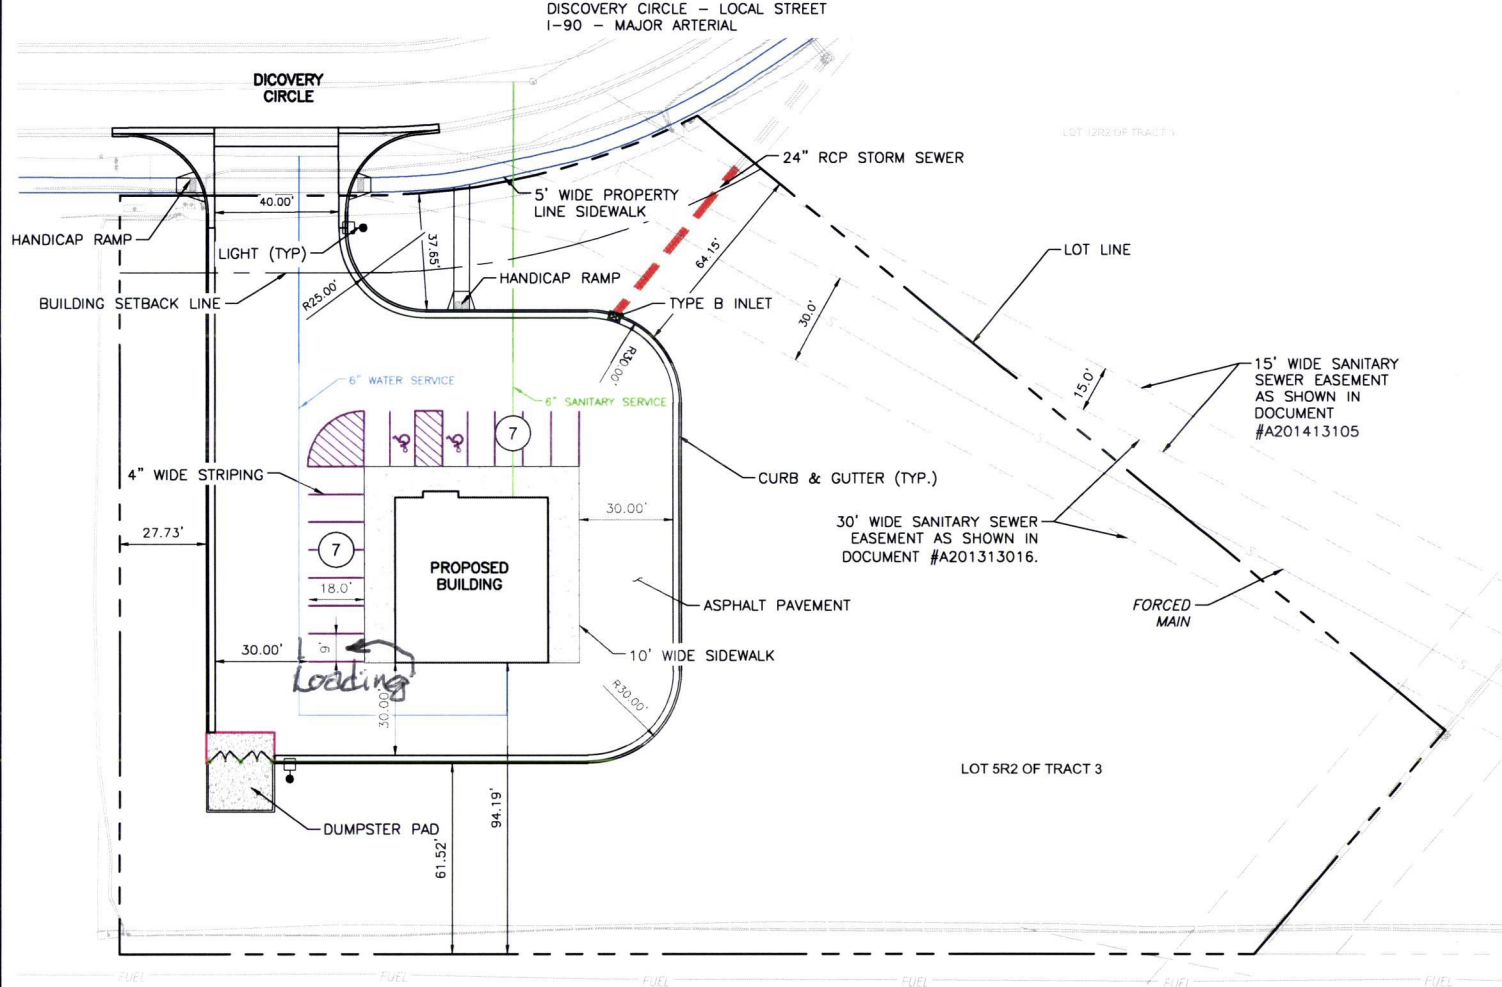 DISCOVERY CIRCLE – LOCAL STREET
I-90 – MAJOR ARTERIAL
DICOVERY
CIRCLE
LOT 12R2 OF TRACT
24" RCP STORM SEWER
5' WIDE PROPERTY
LINE SIDEWALK
40.00'
HANDICAP RAMP
LIGHT (TYP)
37.65'
64.15'
LOT LINE
HANDICAP RAMP
BUILDING SETBACK LINE
R25.00'
TYPE B INLET
30.0'
R30.00'
15' WIDE SANITARY
SEWER EASEMENT
AS SHOWN IN
DOCUMENT
#A201413105
15.0'
6" WATER SERVICE
6" SANITARY SERVICE
7
4" WIDE STRIPING
CURB & GUTTER (TYP.)
30.00'
27.73'
30' WIDE SANITARY SEWER
EASEMENT AS SHOWN IN
DOCUMENT #A201313016.
7
PROPOSED
BUILDING
18.0'
ASPHALT PAVEMENT
FORCED
MAIN
30.00'
9'
10' WIDE SIDEWALK
Loading
30.00'
R30.00'
LOT 5R2 OF TRACT 3
94.19'
DUMPSTER PAD
61.52'
FUEL
FUEL
FUEL
FUEL
FUEL
FUEL